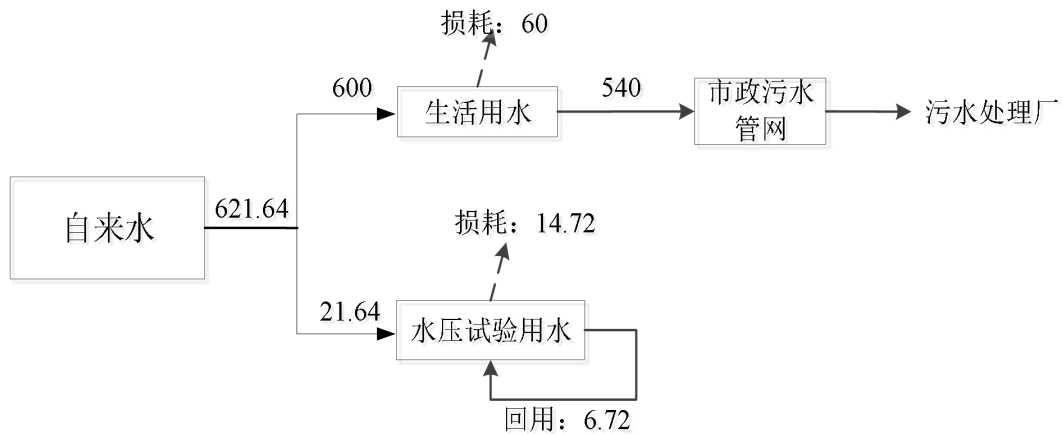 损耗：60
600
生活用水
540
市政污水
管网
污水处理厂
自来水
621.64
损耗：14.72
21.64
水压试验用水
回用：6.72